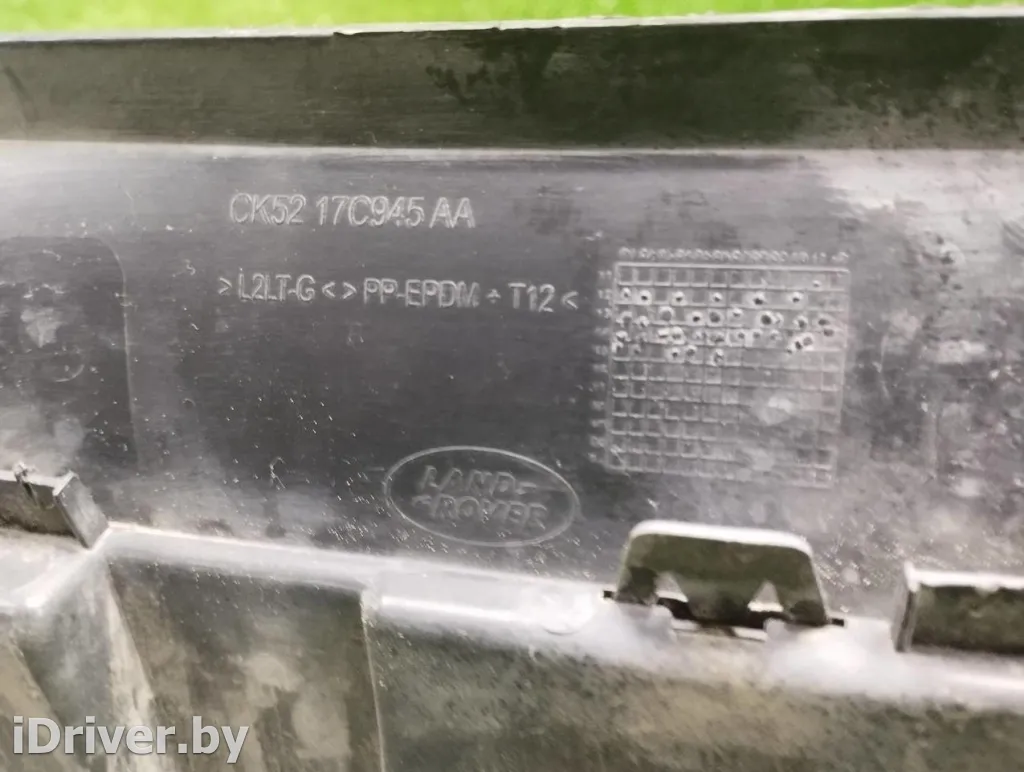 CK52 17C945 AA
>L2LT-G<>PP-EPDM+T12<
LAND-
-ROVER
iDriver.by